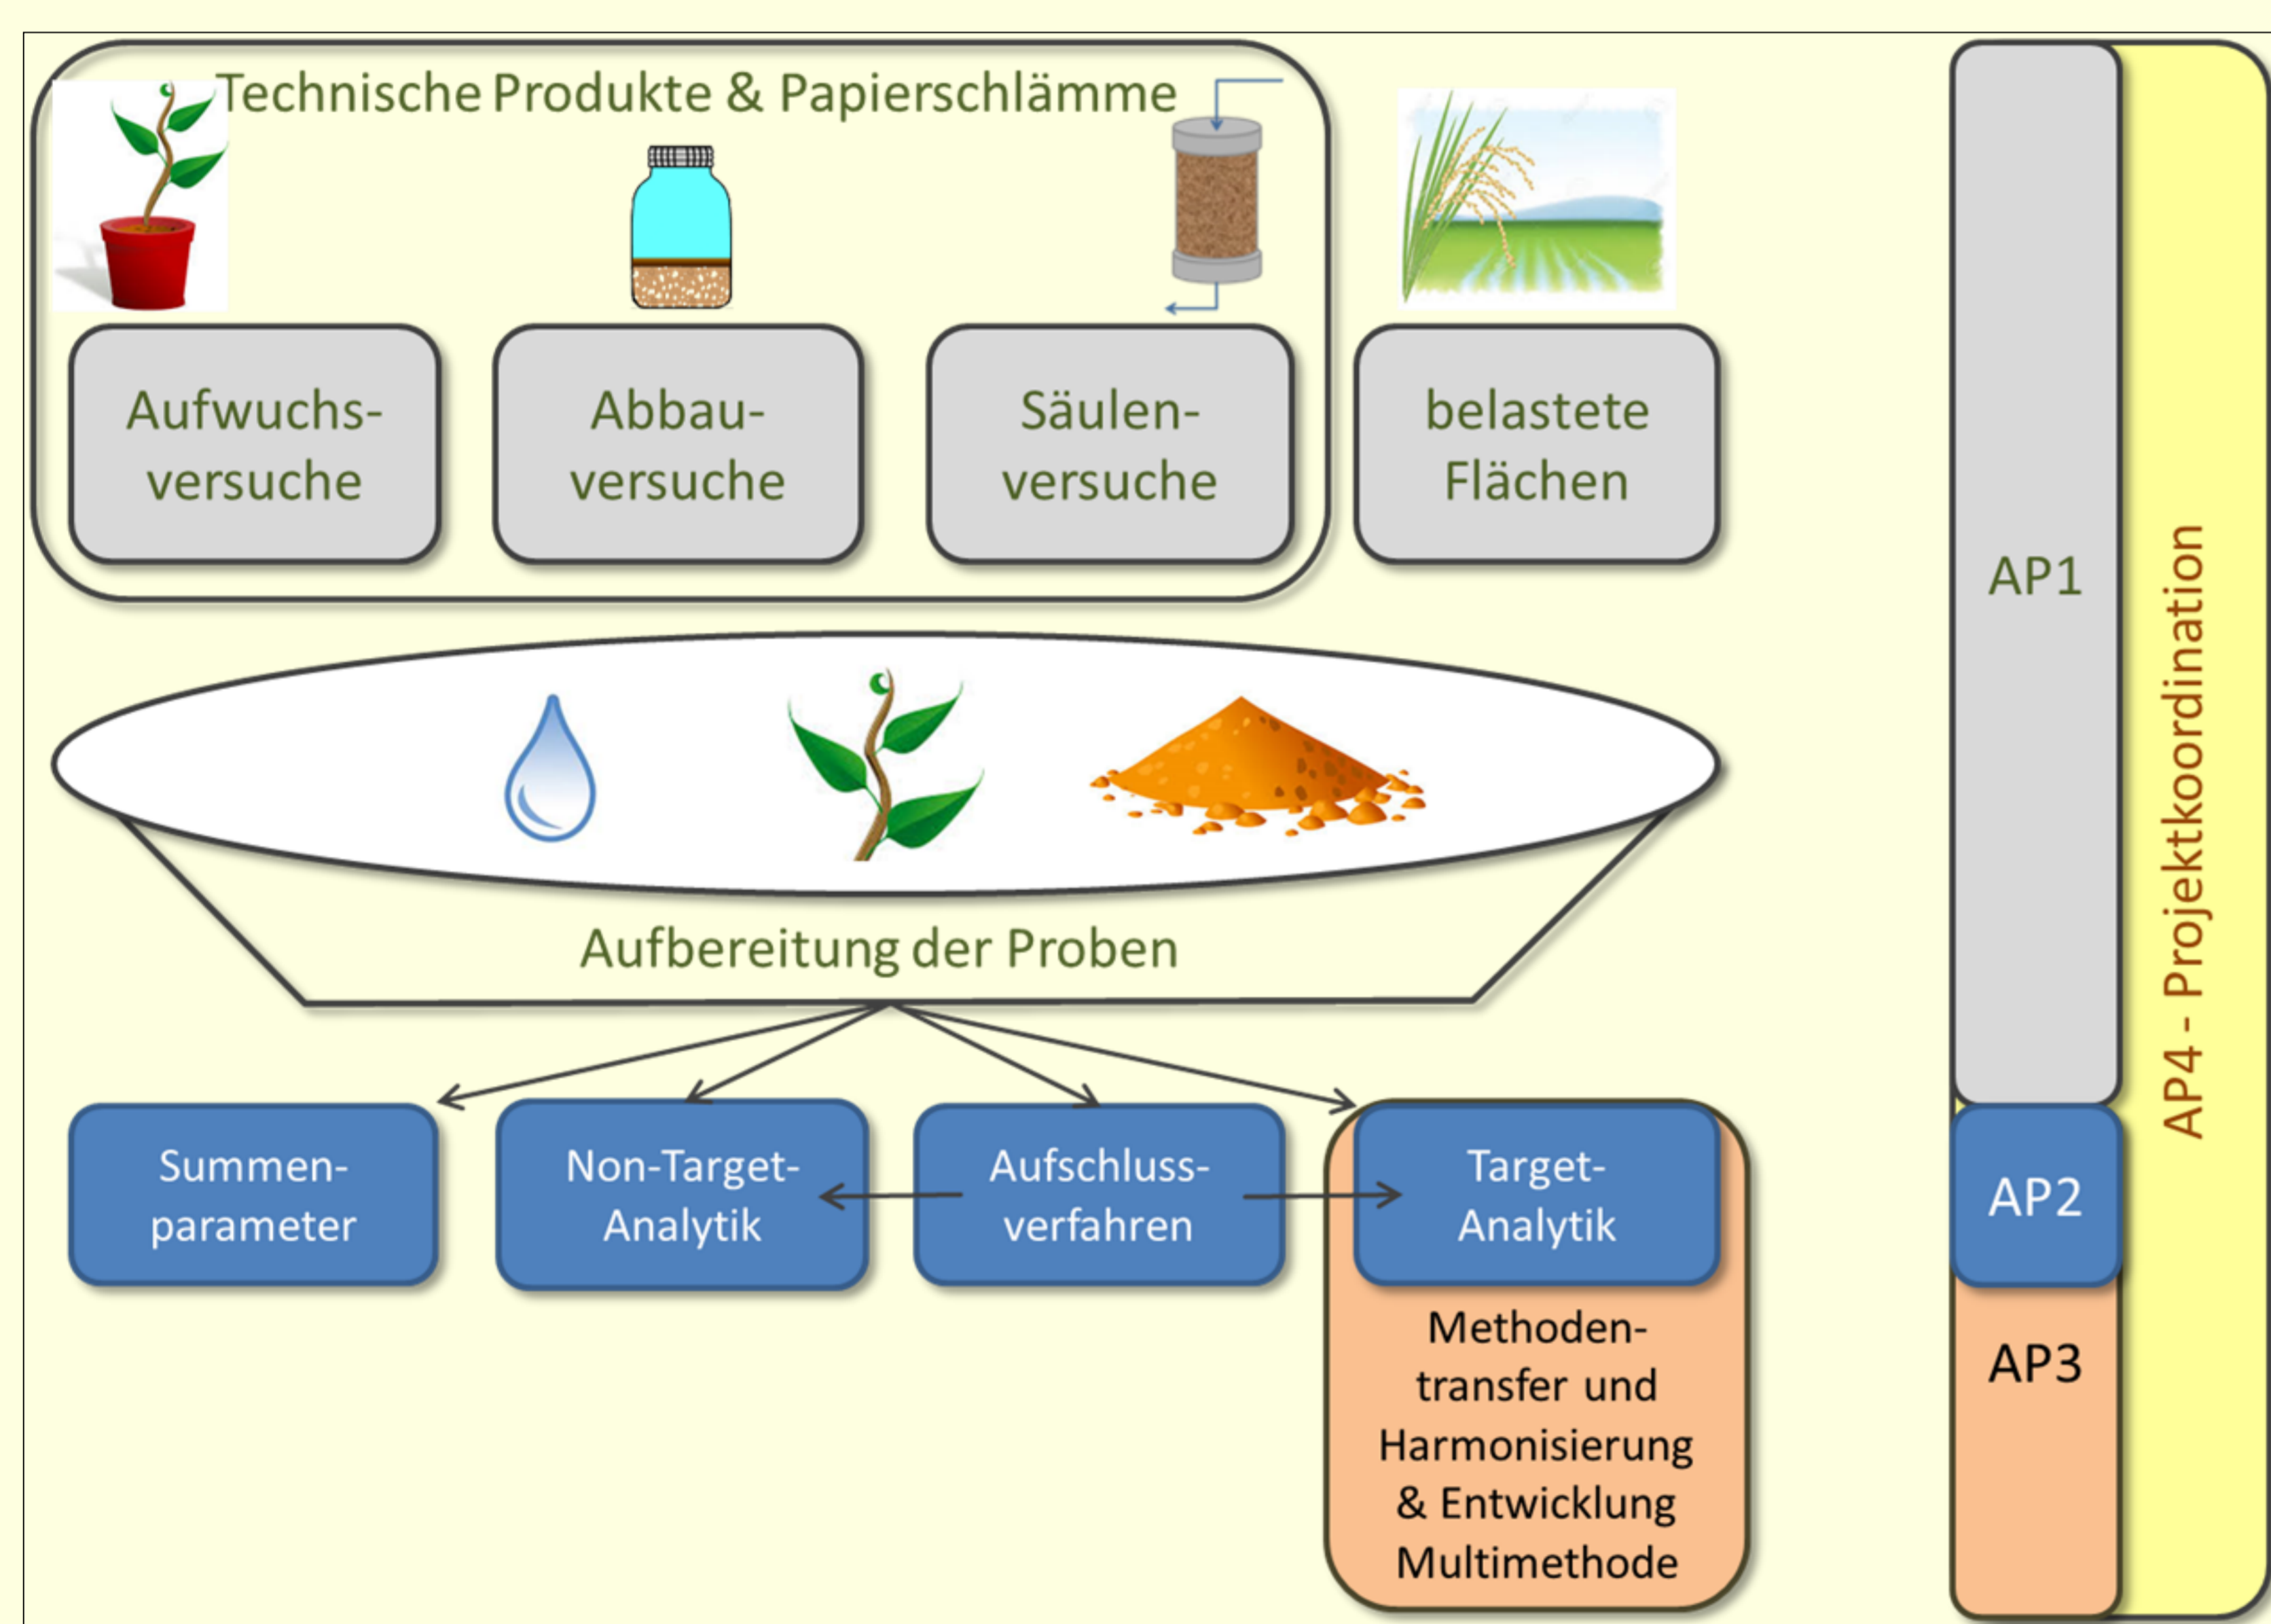 Technische Produkte & Papierschlämme
Aufwuchs-
versuche
Abbau-
versuche
Säulen-
versuche
belastete
Flächen
Aufbereitung der Proben
Summen-
parameter
Non-Target-
Analytik
Aufschluss-
verfahren
Target-
Analytik
Methoden-
transfer und
Harmonisierung
& Entwicklung
Multimethode
AP1
AP2
AP3
AP4 - Projektkoordination